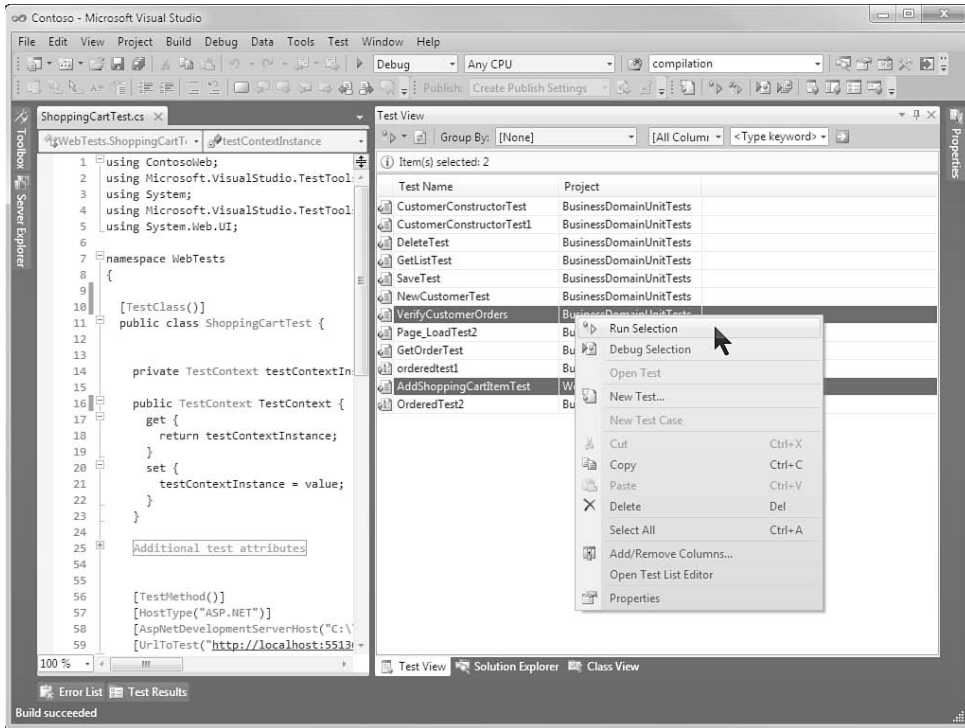 Contoso - Microsoft Visual Studio
File Edit View Project Build Debug Data Tools Test Window Help
Debug Any CPU compilation
Publish: Create Publish Settings
ShoppingCartTest.cs
WebTests.ShoppingCartT testContextInstance
1 using ContosoWeb;
2 using Microsoft.VisualStudio.TestTool
3 using System;
4 using Microsoft.VisualStudio.TestTool
5 using System.Web.UI;
6
7 namespace WebTests
8 {
9
10 [TestClass()]
11 public class ShoppingCartTest {
12
13
14 private TestContext testContextIn
15
16 public TestContext TestContext {
17 get {
18 return testContextInstance;
19 }
20 set {
21 testContextInstance = value;
22 }
23 }
24
25 Additional test attributes
54
55
56 [TestMethod()]
57 [HostType("ASP.NET")]
58 [AspNetDevelopmentServerHost("C:\
59 [UrlToTest("http://localhost:5513
100 %
Toolbox
Server Explorer
Test View
Group By: [None] [All Colum <Type keyword>
Item(s) selected: 2
Test Name Project
CustomerConstructorTest BusinessDomainUnitTests
CustomerConstructorTest1 BusinessDomainUnitTests
DeleteTest BusinessDomainUnitTests
GetListTest BusinessDomainUnitTests
SaveTest BusinessDomainUnitTests
NewCustomerTest BusinessDomainUnitTests
VerifyCustomerOrders BusinessDomainUnitTests
Page_LoadTest2 Bu
GetOrderTest Bu
orderedtest1 Bu
AddShoppingCartItemTest W
OrderedTest2 Bu
Run Selection
Debug Selection
Open Test
New Test...
New Test Case
Cut Ctrl+X
Copy Ctrl+C
Paste Ctrl+V
Delete Del
Select All Ctrl+A
Add/Remove Columns...
Open Test List Editor
Properties
Properties
Test View Solution Explorer Class View
Error List Test Results
Build succeeded